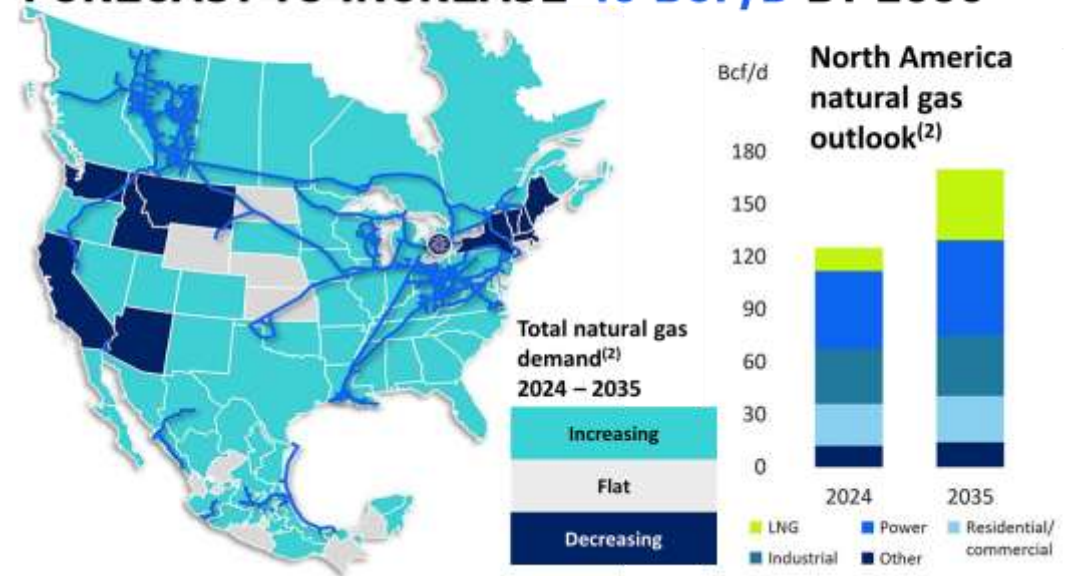 Bcf/d
North America
natural gas
outlook(2)
180
150
120
90
60
30
0
2024
2035
LNG
Power
Residential/
commercial
Industrial
Other
Total natural gas
demand(2)
2024 – 2035
Increasing
Flat
Decreasing